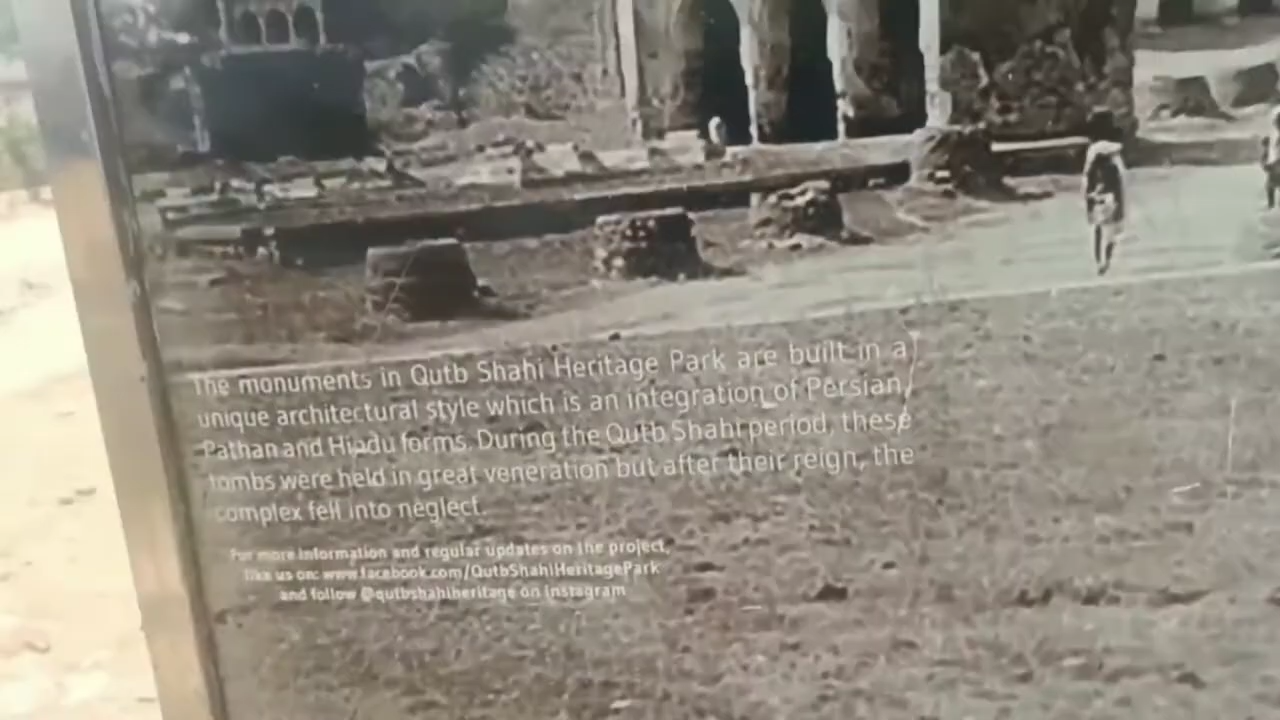 The monuments in Qutb Shahi Heritage Park are built in a
unique architectural style which is an integration of Persian,
Pathan and Hindu forms. During the Qutb Shahi period, these
tombs were held in great veneration but after their reign, the
complex fell into neglect.
For more information and regular updates on the project,
like us on: www.facebook.com/QutbShahiHeritagePark
and follow @qutbshahiheritage on Instagram